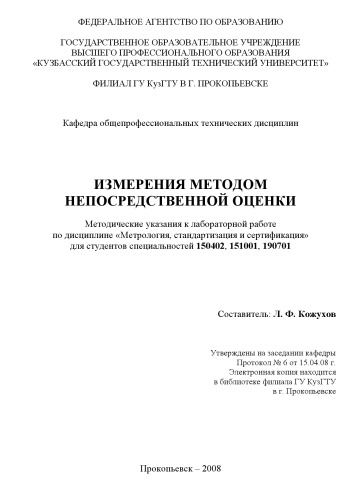 ФЕДЕРАЛЬНОЕ АГЕНТСТВО ПО ОБРАЗОВАНИЮ
ГОСУДАРСТВЕННОЕ ОБРАЗОВАТЕЛЬНОЕ УЧРЕЖДЕНИЕ
ВЫСШЕГО ПРОФЕССИОНАЛЬНОГО ОБРАЗОВАНИЯ
«КУЗБАССКИЙ ГОСУДАРСТВЕННЫЙ ТЕХНИЧЕСКИЙ УНИВЕРСИТЕТ»
ФИЛИАЛ ГУ КузГТУ В Г. ПРОКОПЬЕВСКЕ
Кафедра общепрофессиональных технических дисциплин
ИЗМЕРЕНИЯ МЕТОДОМ
НЕПОСРЕДСТВЕННОЙ ОЦЕНКИ
Методические указания к лабораторной работе
по дисциплине «Метрология, стандартизация и сертификация»
для студентов специальностей 150402, 151001, 190701
Составитель: Л. Ф. Кожухов
Утверждены на заседании кафедры
Протокол № 6 от 15.04.08 г.
Электронная копия находится
в библиотеке филиала ГУ КузГТУ
в г. Прокопьевске
Прокопьевск – 2008